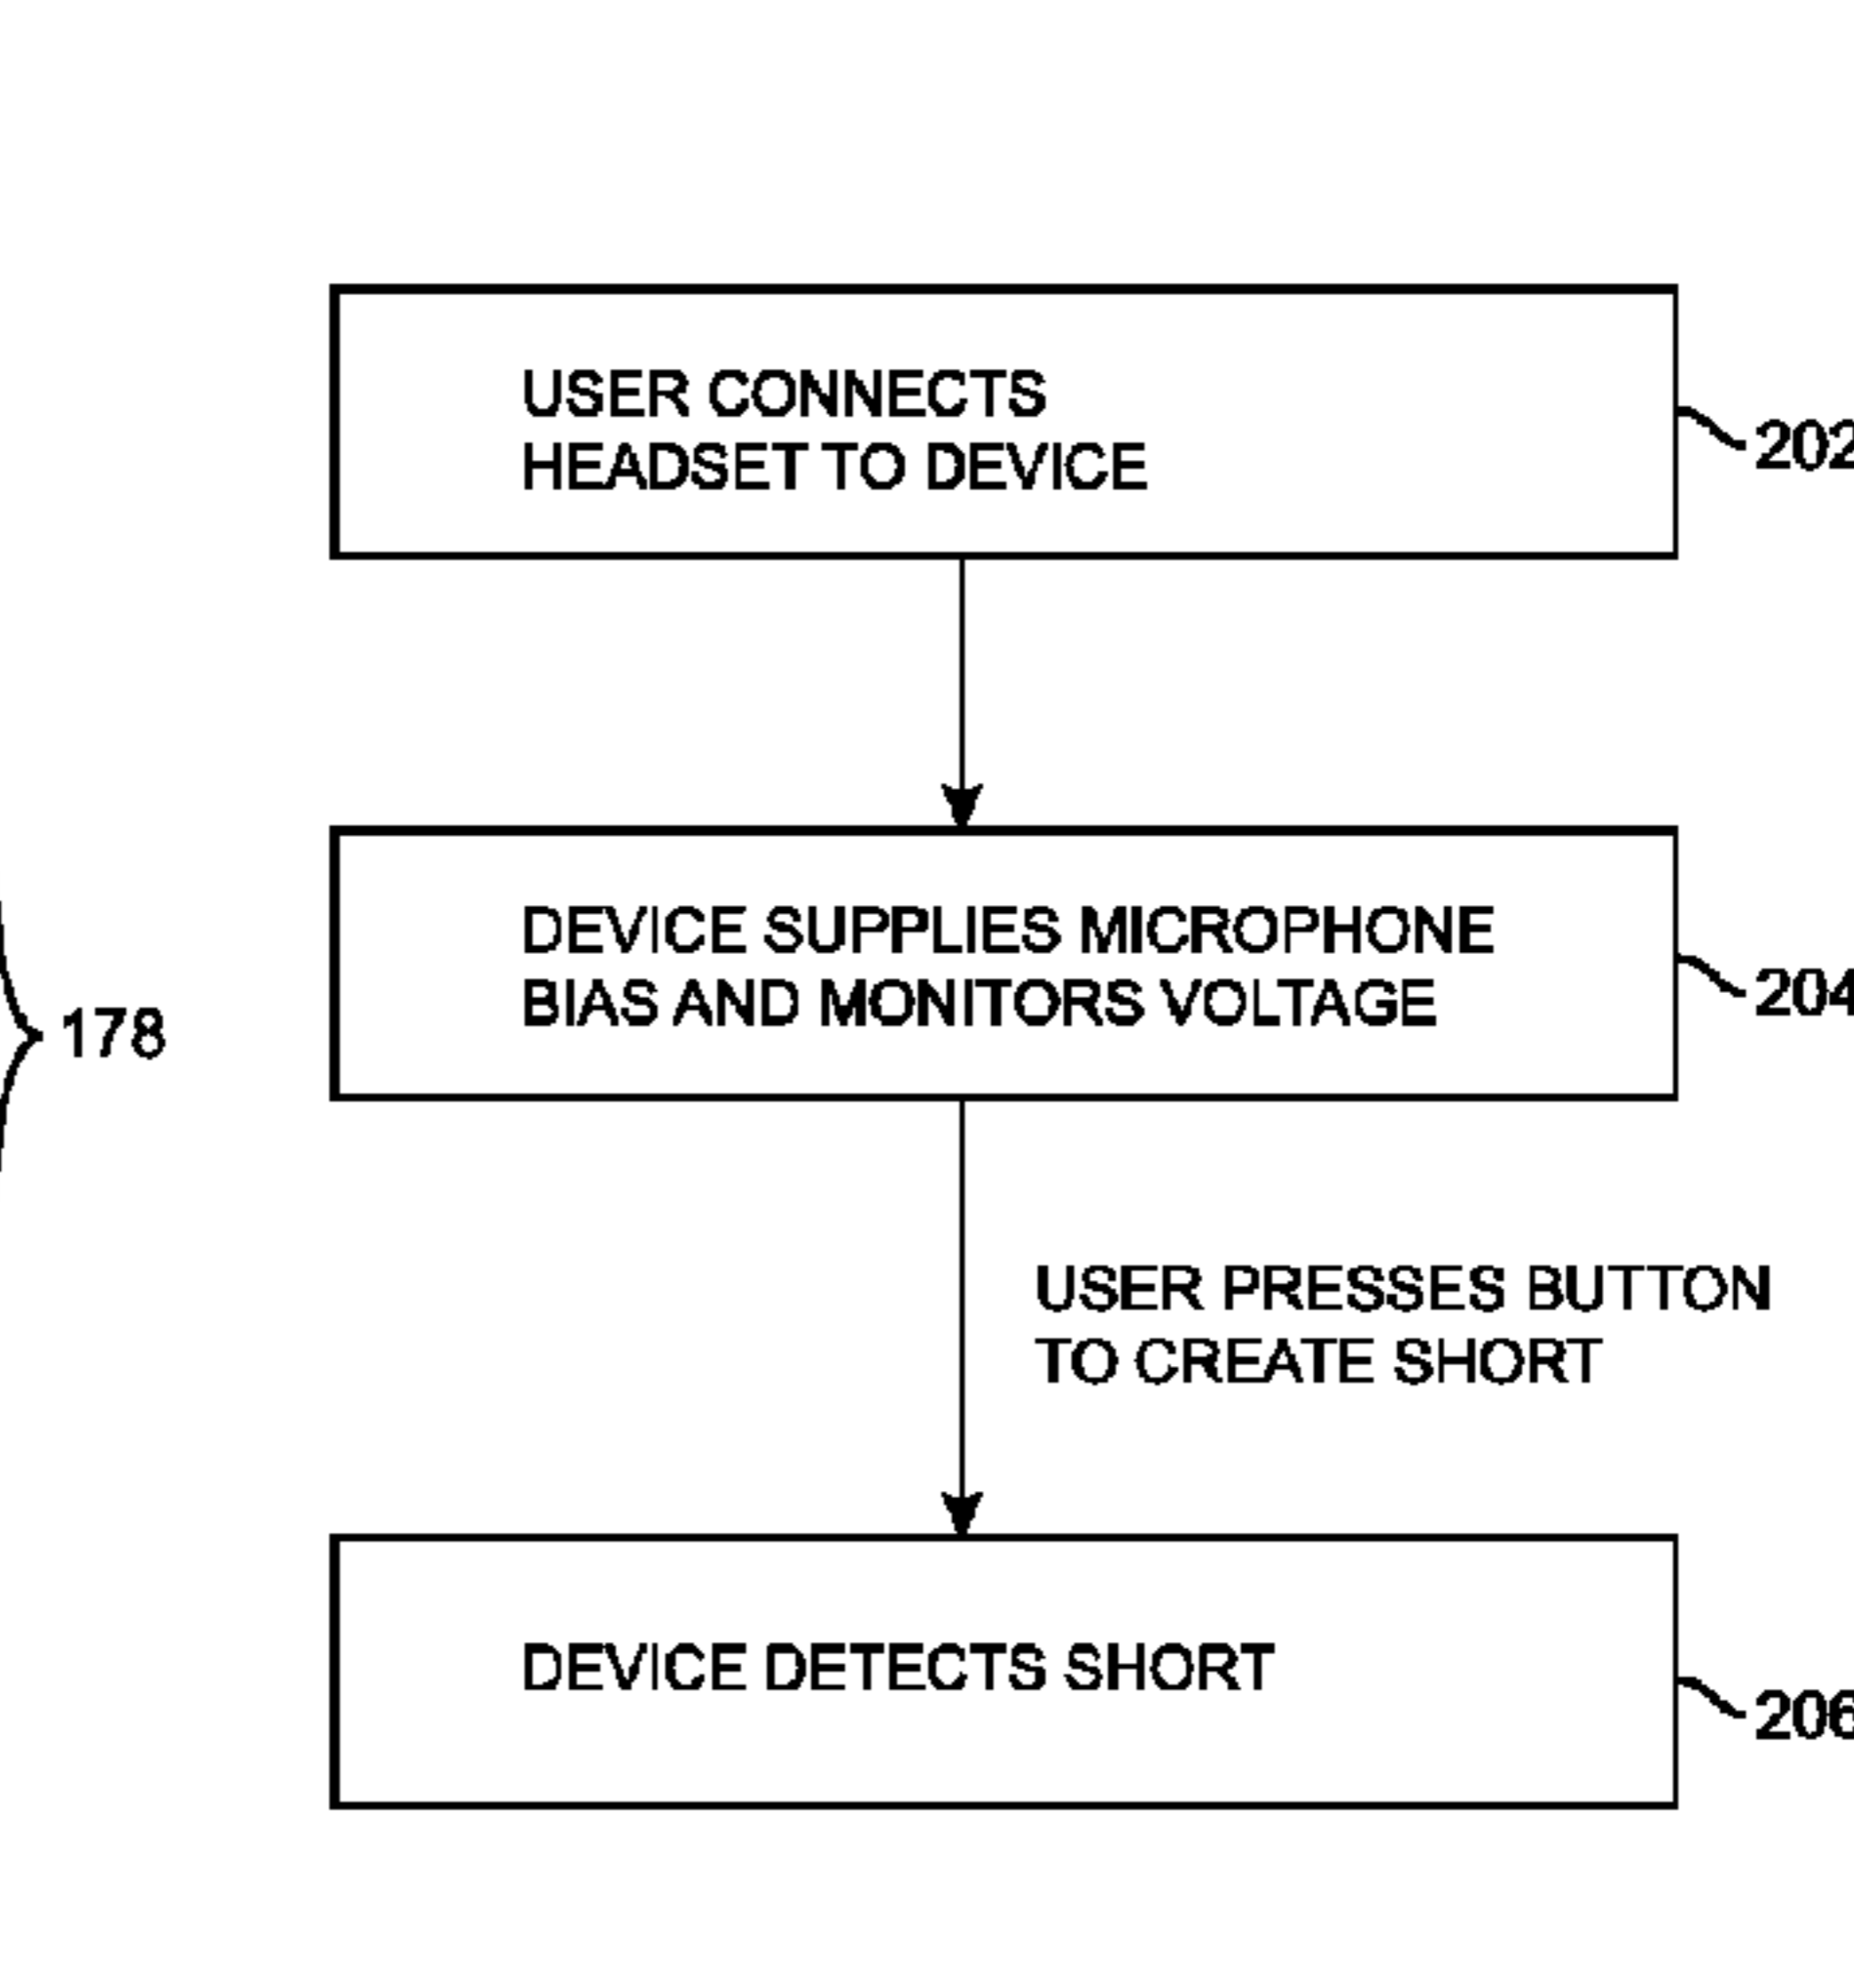 USER CONNECTS
HEADSET TO DEVICE
202
DEVICE SUPPLIES MICROPHONE
BIAS AND MONITORS VOLTAGE
204
178
USER PRESSES BUTTON
TO CREATE SHORT
DEVICE DETECTS SHORT
206